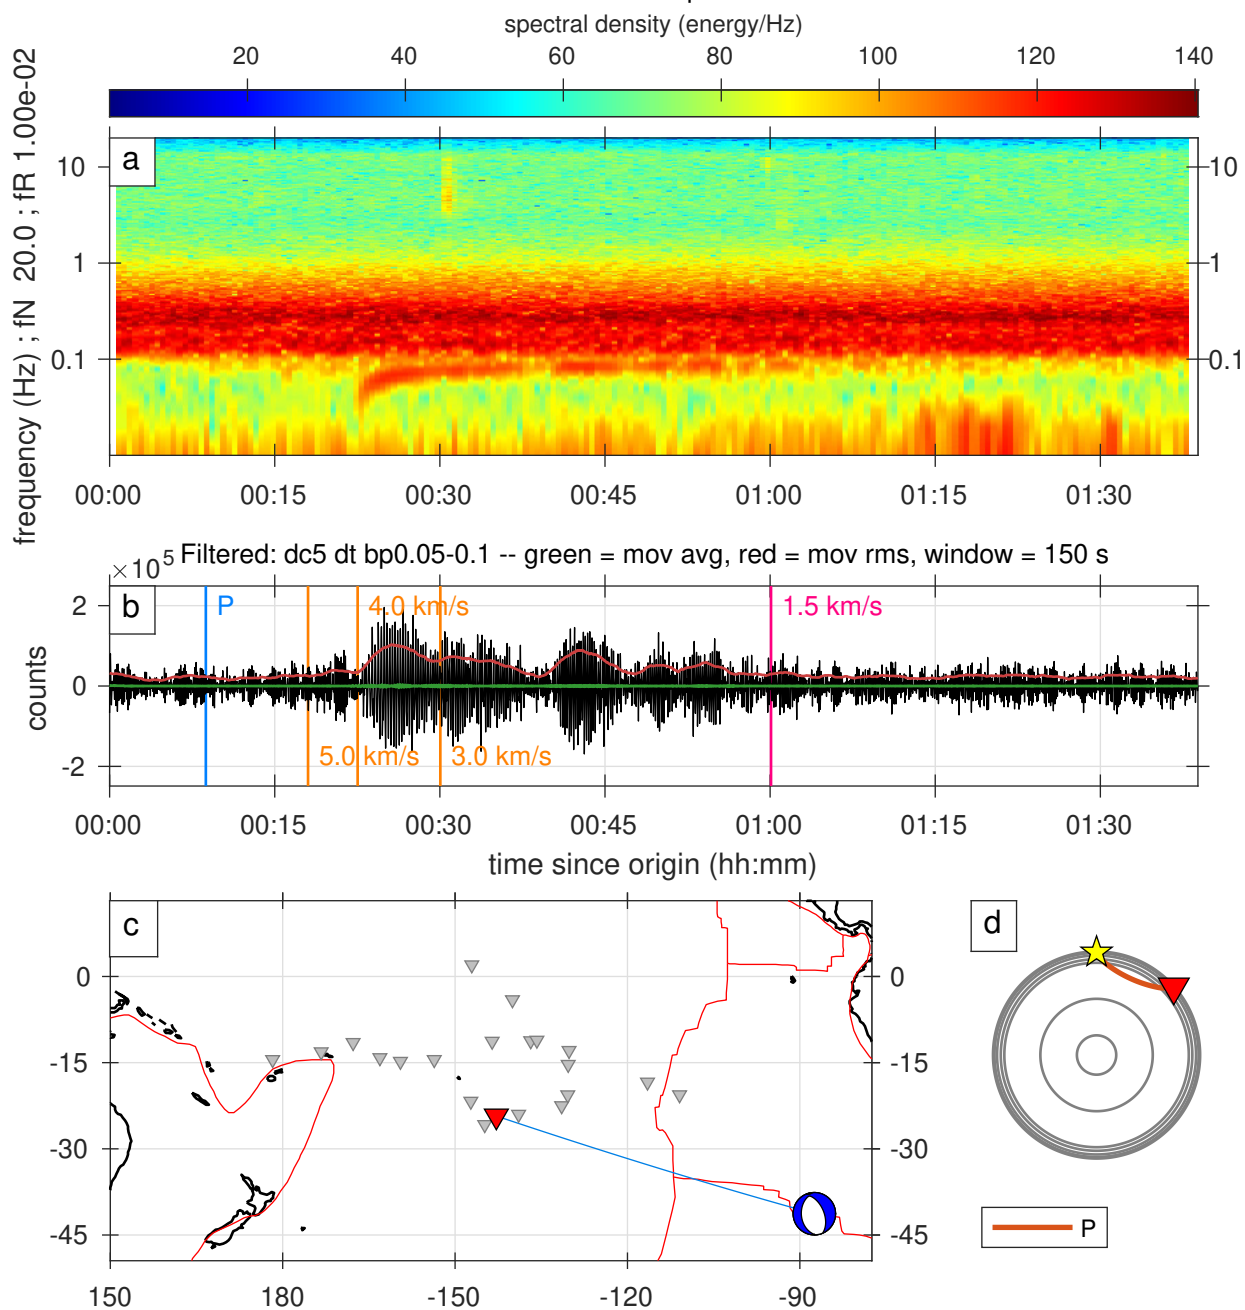 spectral density (energy/Hz)
20 40 60 80 100 120 140
frequency (Hz) ; fN 20.0 ; fR 1.00e-02
a
10 10
1 1
0.1 0.1
00:00 00:15 00:30 00:45 01:00 01:15 01:30
×10^5 Filtered: dc5 dt bp0.05-0.1 -- green = mov avg, red = mov rms, window = 150 s
b
counts
2
0
-2
P 4.0 km/s 1.5 km/s
5.0 km/s 3.0 km/s
00:00 00:15 00:30 00:45 01:00 01:15 01:30
time since origin (hh:mm)
c
0 0
-15 -15
-30 -30
-45 -45
150 180 -150 -120 -90
d
P